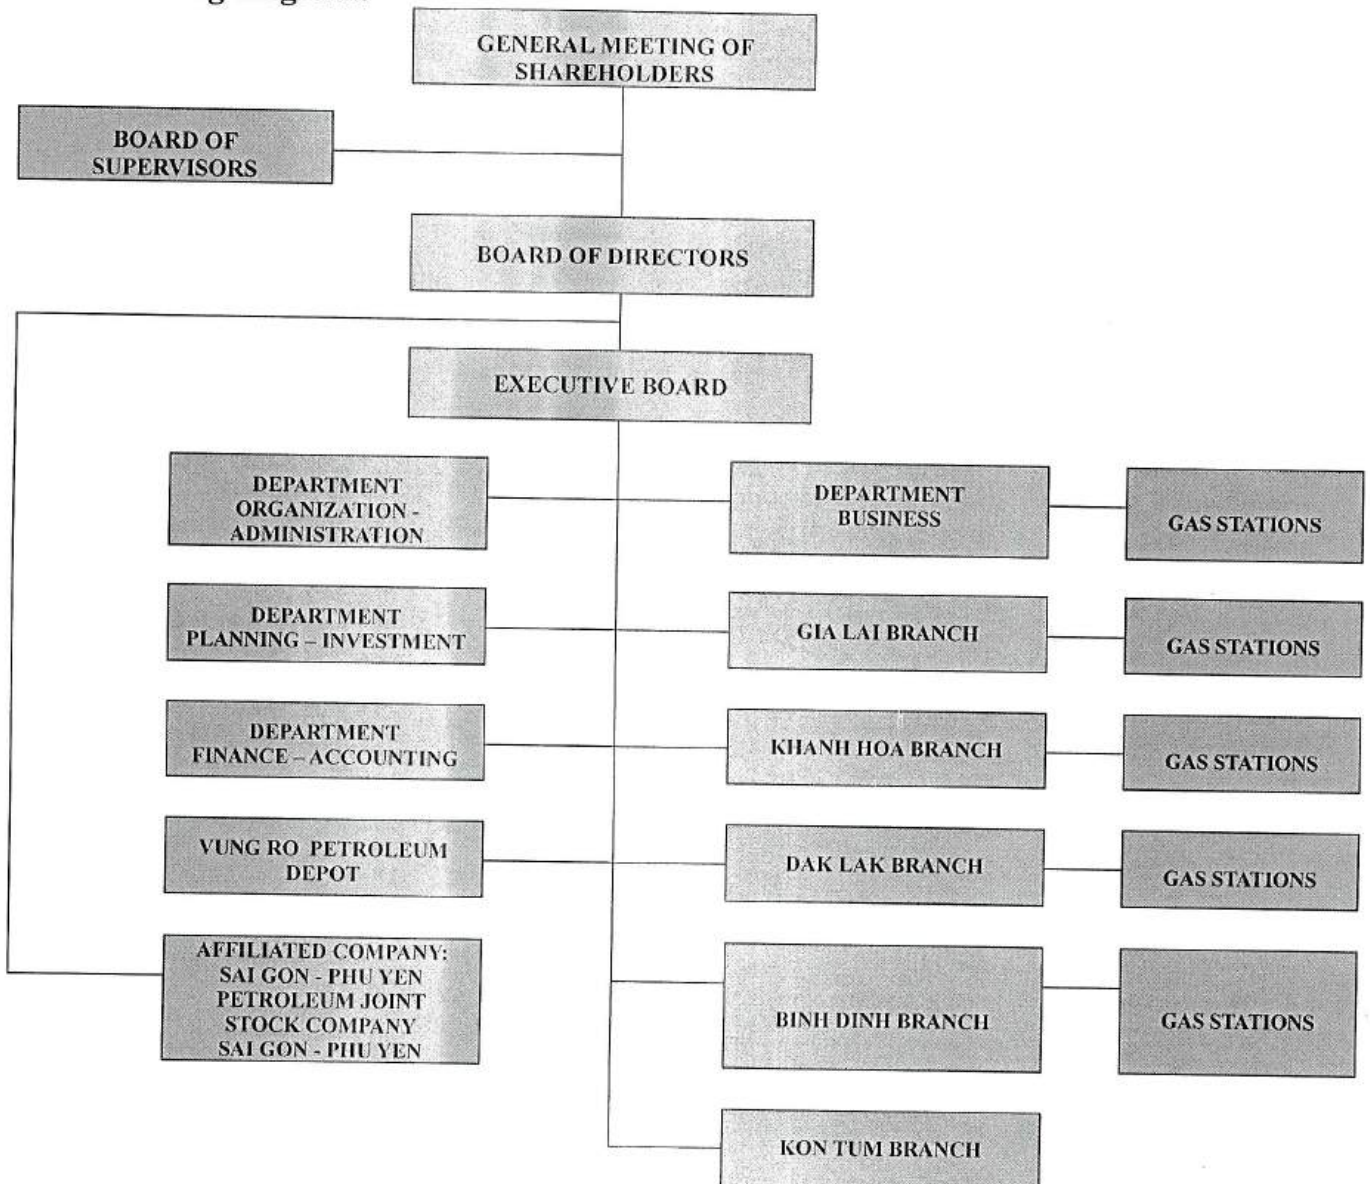 GENERAL MEETING OF
SHAREHOLDERS
BOARD OF
SUPERVISORS
BOARD OF DIRECTORS
EXECUTIVE BOARD
DEPARTMENT
ORGANIZATION -
ADMINISTRATION
DEPARTMENT
BUSINESS
GAS STATIONS
DEPARTMENT
PLANNING – INVESTMENT
GIA LAI BRANCH
GAS STATIONS
DEPARTMENT
FINANCE – ACCOUNTING
KHANH HOA BRANCH
GAS STATIONS
VUNG RO PETROLEUM
DEPOT
DAK LAK BRANCH
GAS STATIONS
AFFILIATED COMPANY:
SAI GON - PHU YEN
PETROLEUM JOINT
STOCK COMPANY
SAI GON - PHU YEN
BINH DINH BRANCH
GAS STATIONS
KON TUM BRANCH